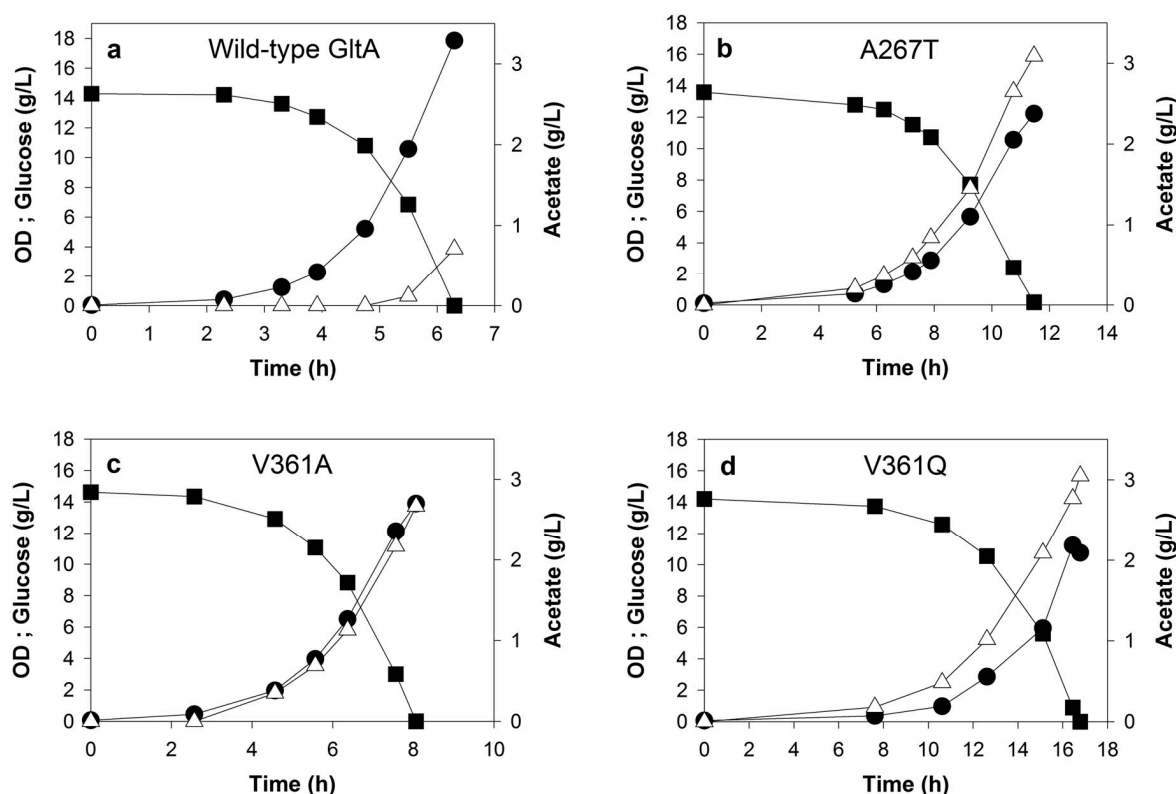 a Wild-type GltA
18
16
14
12
10
8
6
4
2
0
OD ; Glucose (g/L)
3
2
1
0
Acetate (g/L)
0 1 2 3 4 5 6 7
Time (h)
b A267T
18
16
14
12
10
8
6
4
2
0
OD ; Glucose (g/L)
3
2
1
0
Acetate (g/L)
0 2 4 6 8 10 12 14
Time (h)
c V361A
18
16
14
12
10
8
6
4
2
0
OD ; Glucose (g/L)
3
2
1
0
Acetate (g/L)
0 2 4 6 8 10
Time (h)
d V361Q
18
16
14
12
10
8
6
4
2
0
OD ; Glucose (g/L)
3
2
1
0
Acetate (g/L)
0 2 4 6 8 10 12 14 16 18
Time (h)